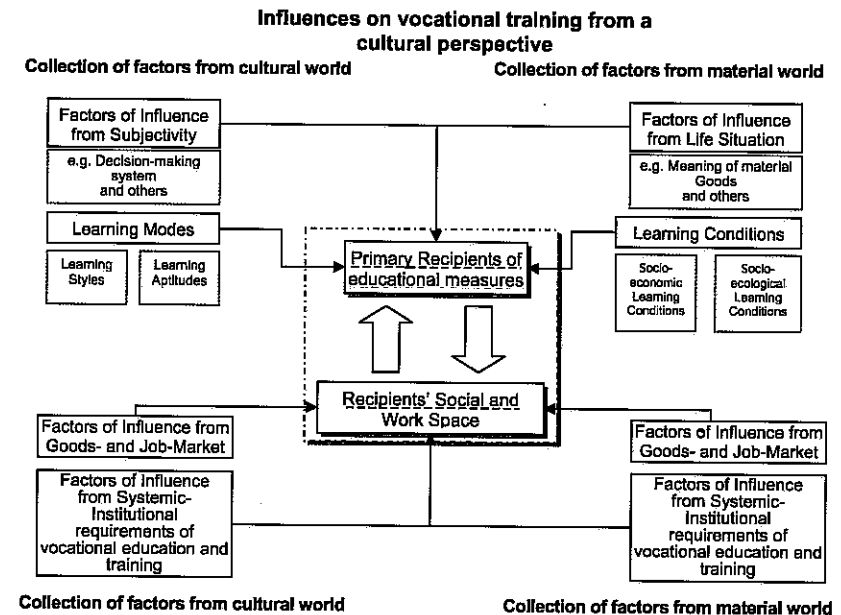 Influences on vocational training from a
cultural perspective
Collection of factors from cultural world
Collection of factors from material world
Factors of Influence
from Subjectivity
e.g. Decision-making
system
and others
Learning Modes
Learning
Styles
Learning
Aptitudes
Factors of Influence
from Life Situation
e.g. Meaning of material
Goods
and others
Learning Conditions
Socio-
economic
Learning
Conditions
Socio-
ecological
Learning
Conditions
Primary Recipients of
educational measures
Recipients' Social and
Work Space
Factors of Influence from
Goods- and Job-Market
Factors of Influence
from Systemic-
Institutional
requirements of
vocational education and
training
Factors of Influence from
Goods- and Job-Market
Factors of Influence
from Systemic-
Institutional
requirements of
vocational education and
training
Collection of factors from cultural world
Collection of factors from material world